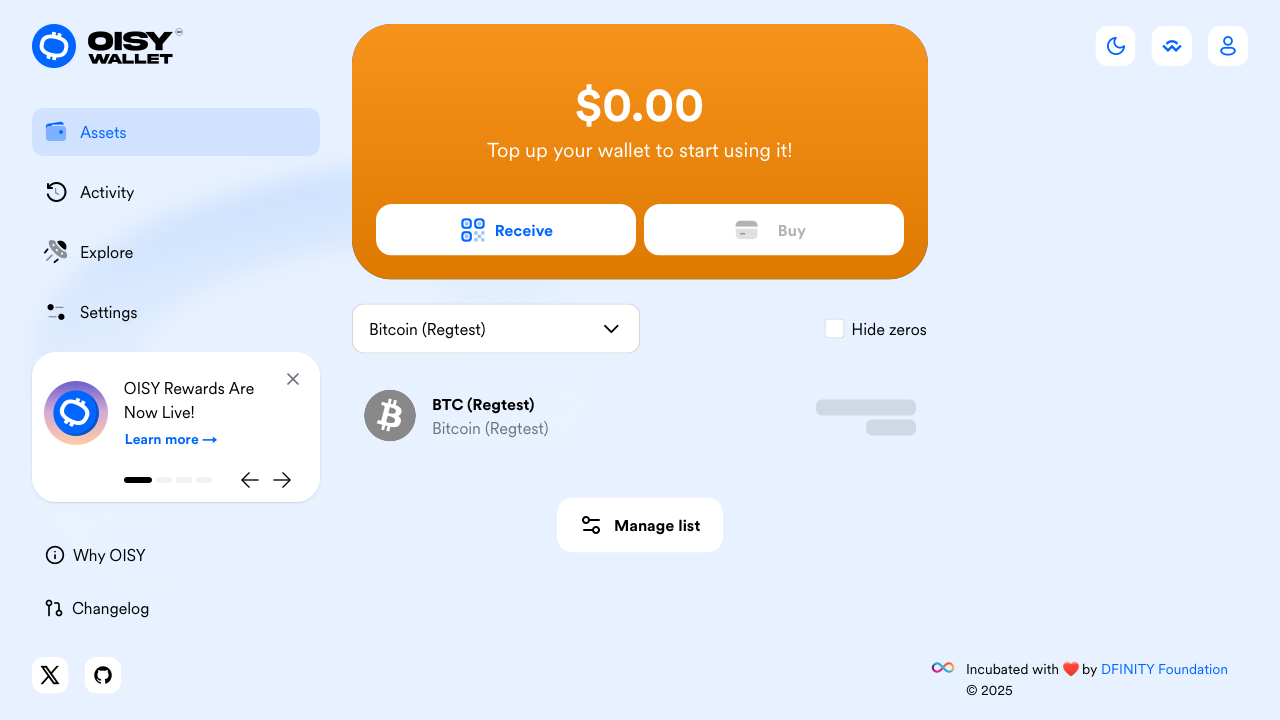 OISY
WALLET
Assets
Activity
Explore
Settings
OISY Rewards Are
Now Live!
Learn more →
Why OISY
Changelog
$0.00
Top up your wallet to start using it!
Receive
Buy
Bitcoin (Regtest)
Hide zeros
BTC (Regtest)
Bitcoin (Regtest)
Manage list
Incubated with ❤️ by DFINITY Foundation
© 2025